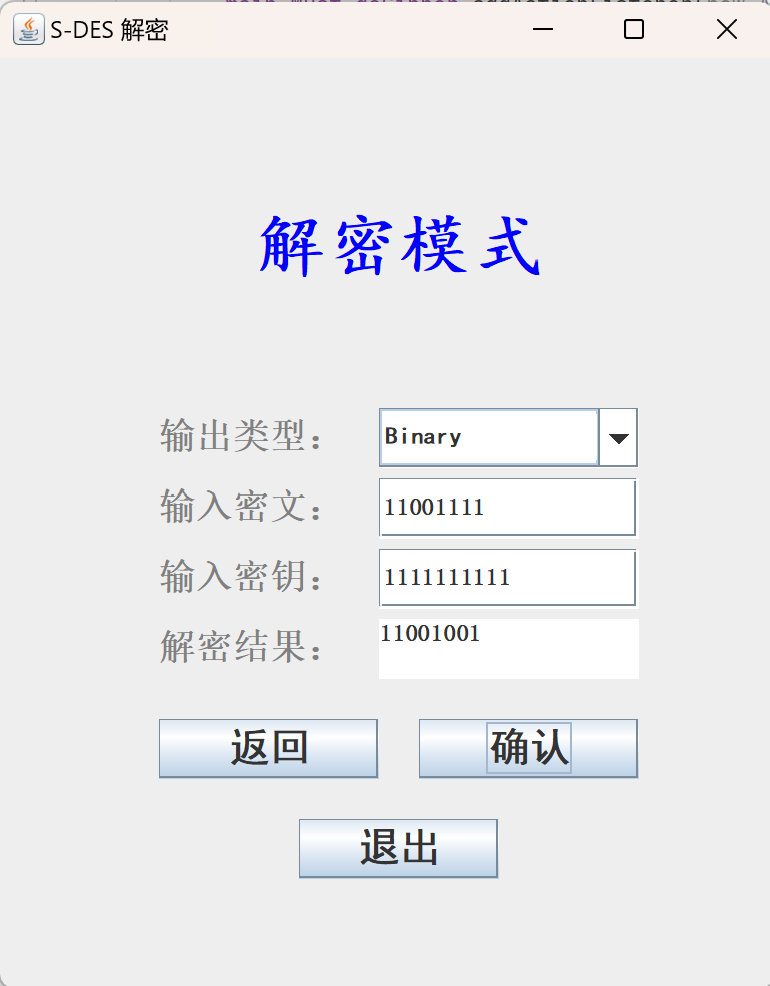 S-DES 解密
解密模式
输出类型： Binary
输入密文： 11001111
输入密钥： 1111111111
解密结果： 11001001
返回 确认
退出